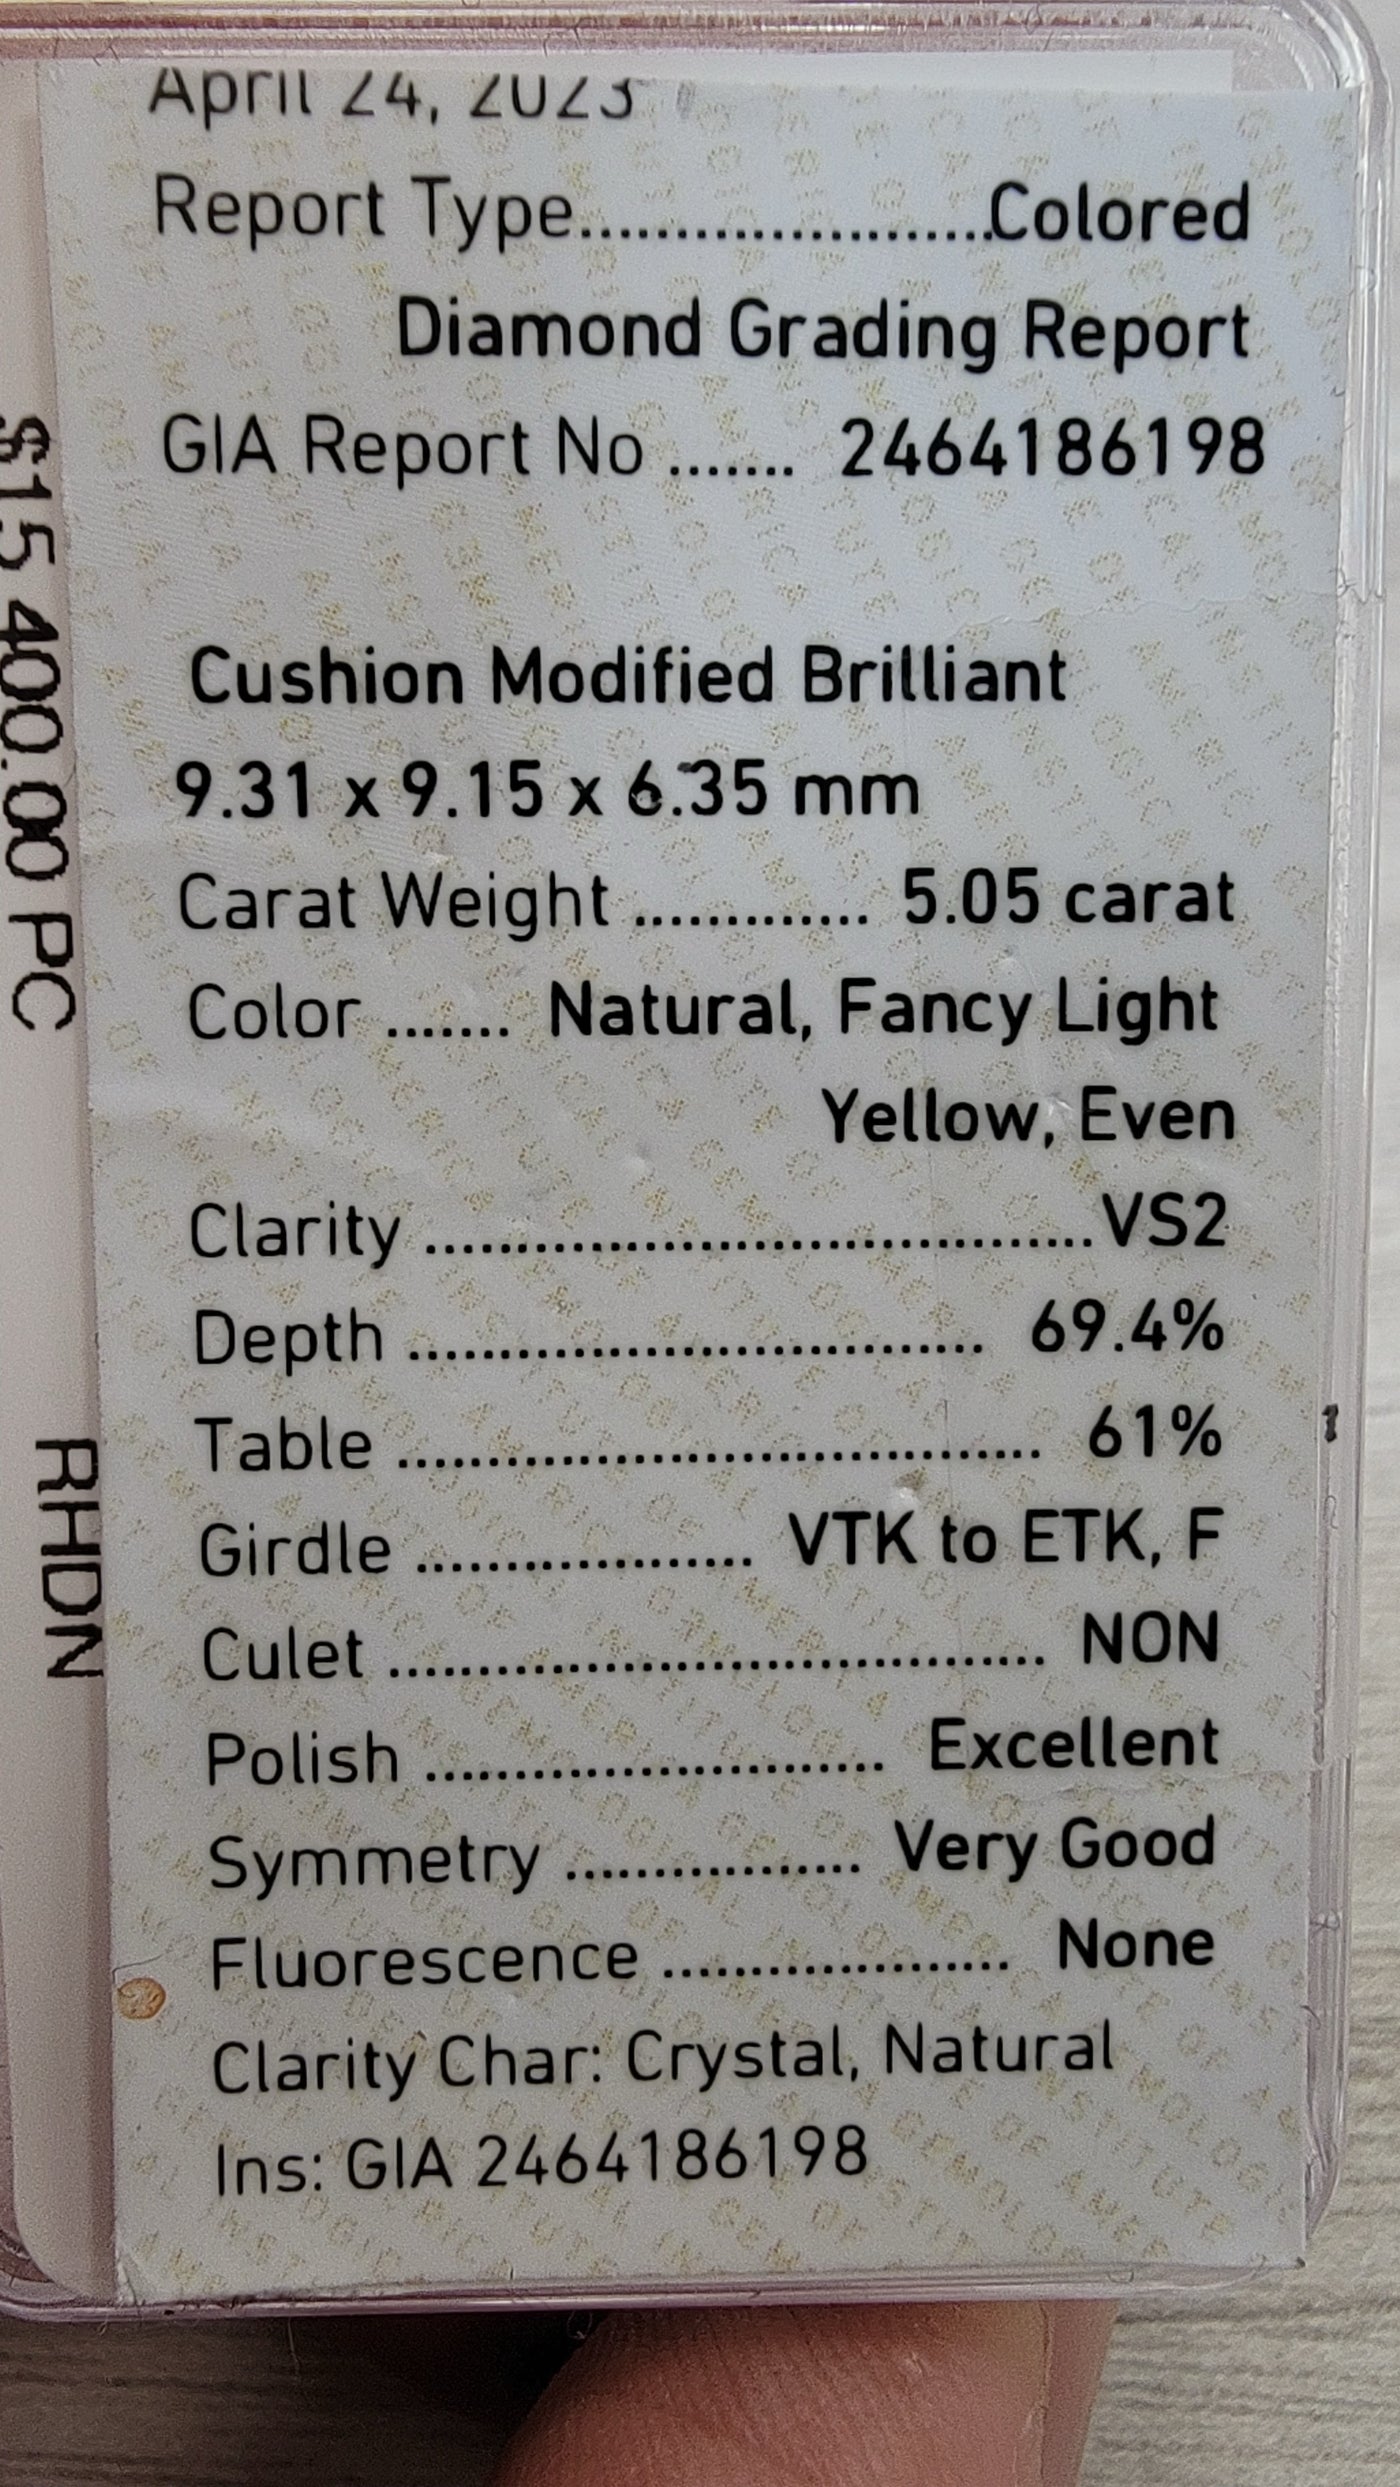 April 24, 2023
Report Type.......................Colored
Diamond Grading Report
GIA Report No ....... 2464186198
Cushion Modified Brilliant
9.31 x 9.15 x 6.35 mm
Carat Weight ............. 5.05 carat
Color ....... Natural, Fancy Light
Yellow, Even
Clarity ......................................VS2
Depth ................................. 69.4%
Table ..................................... 61%
Girdle ................... VTK to ETK, F
Culet ...................................... NON
Polish .......................... Excellent
Symmetry ................. Very Good
Fluorescence .................... None
Clarity Char: Crystal, Natural
Ins: GIA 2464186198
$15 400.00 PC
RHDN